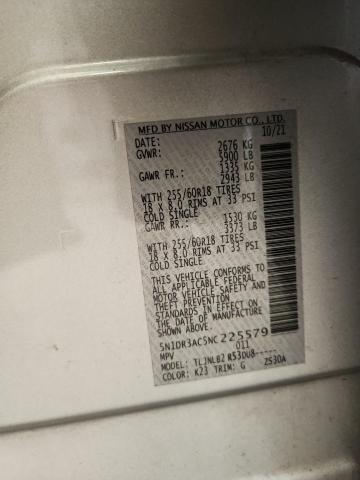 MFD BY NISSAN MOTOR CO., LTD.
DATE: 10/21
GVWR: 2676 KG
5900 LB
GAWR FR.: 1335 KG
2943 LB
WITH 255/60R18 TIRES
18 X 8.0 RIMS AT 33 PSI
COLD SINGLE
GAWR RR.: 1530 KG
3373 LB
WITH 255/60R18 TIRES
18 X 8.0 RIMS AT 33 PSI
COLD SINGLE
THIS VEHICLE CONFORMS TO
ALL APPLICABLE FEDERAL
MOTOR VEHICLE SAFETY AND
THEFT PREVENTION
STANDARDS IN EFFECT ON
THE DATE OF MANUFACTURE
SHOWN ABOVE.
5N1DR3AC5NC225579
MPV 011
MODEL: TLJNLB2 R53DU8-----
COLOR: K23 TRIM: G Z530A